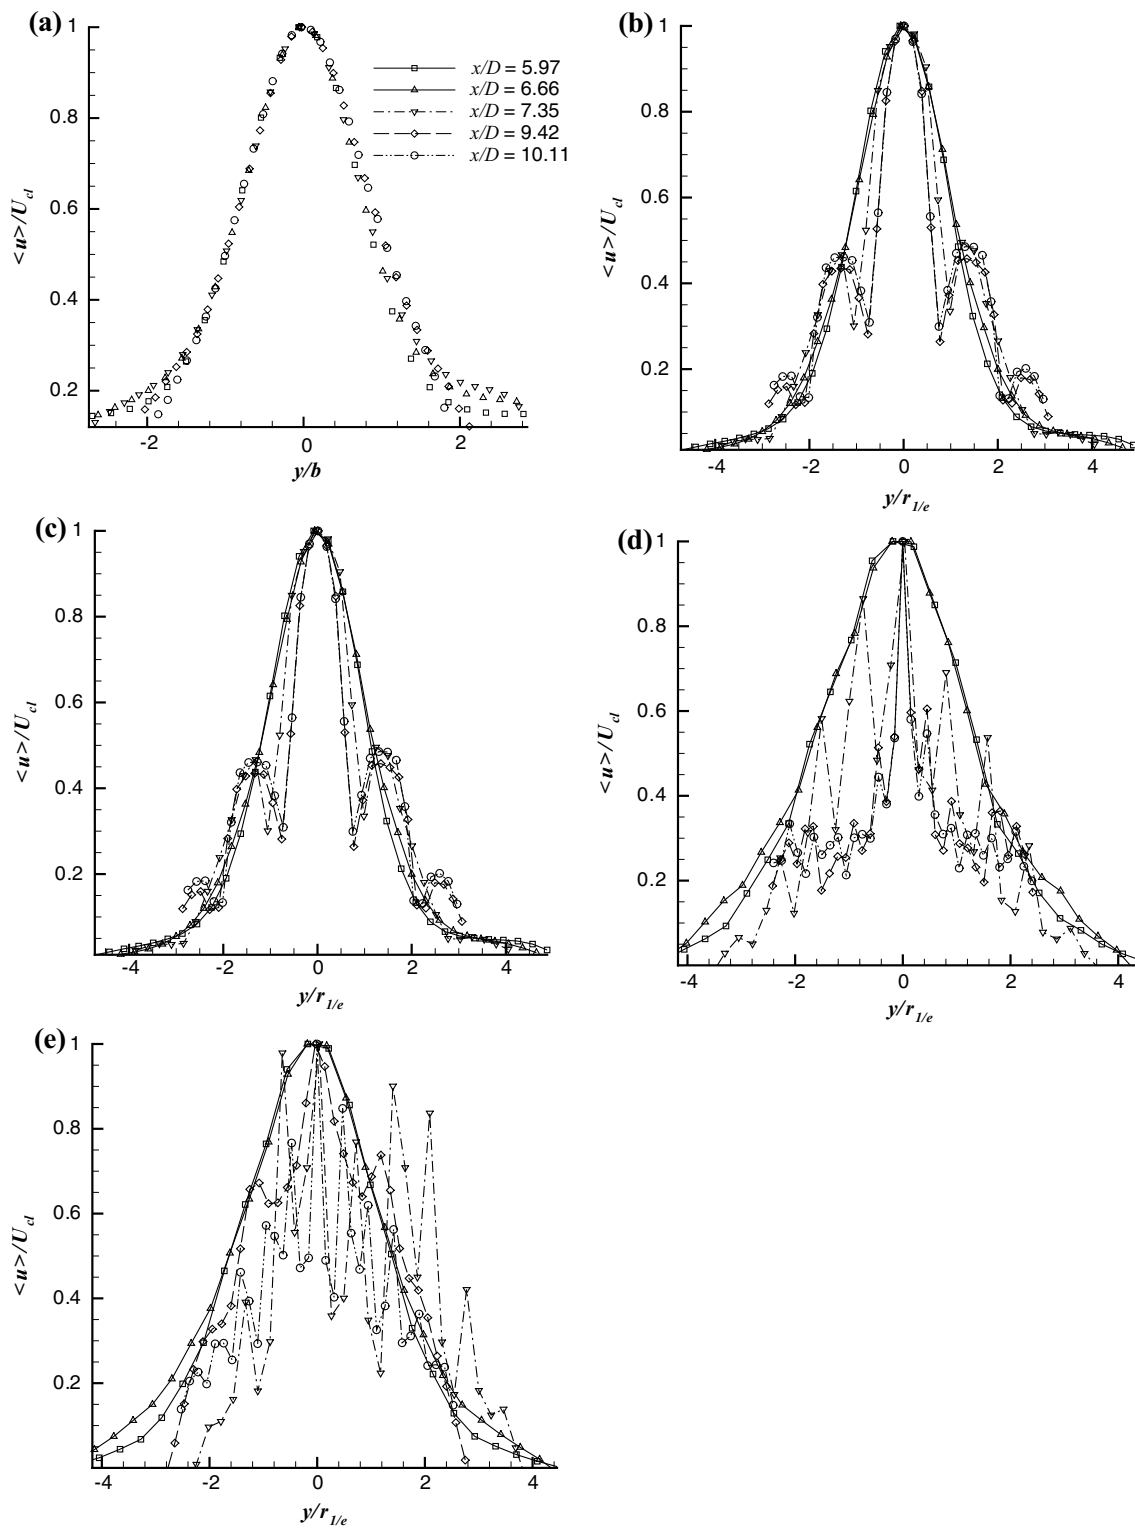 (a)
1
0.8
0.6
0.4
0.2
<u>/U_cl
-2
0
2
y/b
x/D = 5.97
x/D = 6.66
x/D = 7.35
x/D = 9.42
x/D = 10.11
(b)
1
0.8
0.6
0.4
0.2
<u>/U_cl
-4
-2
0
2
4
y/r_1/e
(c)
1
0.8
0.6
0.4
0.2
<u>/U_cl
-4
-2
0
2
4
y/r_1/e
(d)
1
0.8
0.6
0.4
0.2
<u>/U_cl
-4
-2
0
2
4
y/r_1/e
(e)
1
0.8
0.6
0.4
0.2
<u>/U_cl
-4
-2
0
2
4
y/r_1/e